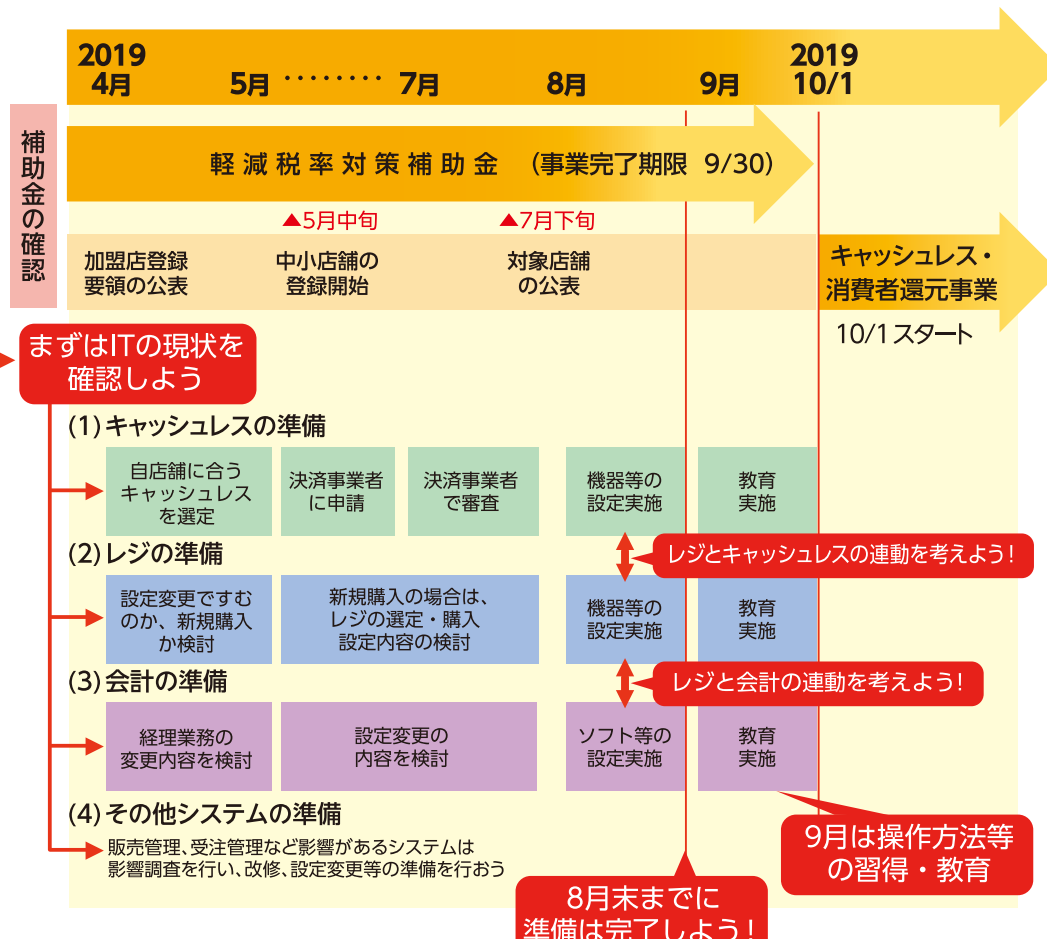 2019
4月
5月 ・・・・・・・・ 7月
8月
9月
2019
10/1
補助金の確認
軽減税率対策補助金 (事業完了期限 9/30)
▲5月中旬
▲7月下旬
加盟店登録
要領の公表
中小店舗の
登録開始
対象店舗
の公表
キャッシュレス・
消費者還元事業
10/1スタート
まずはITの現状を
確認しよう
(1)キャッシュレスの準備
自店舗に合う
キャッシュレス
を選定
決済事業者
に申請
決済事業者
で審査
機器等の
設定実施
教育
実施
レジとキャッシュレスの連動を考えよう!
(2)レジの準備
設定変更ですむ
のか、新規購入
か検討
新規購入の場合は、
レジの選定・購入
設定内容の検討
機器等の
設定実施
教育
実施
レジと会計の連動を考えよう!
(3)会計の準備
経理業務の
変更内容を検討
設定変更の
内容を検討
ソフト等の
設定実施
教育
実施
(4)その他システムの準備
販売管理、受注管理など影響があるシステムは
影響調査を行い、改修、設定変更等の準備を行おう
9月は操作方法等
の習得・教育
8月末までに
準備は完了しよう!